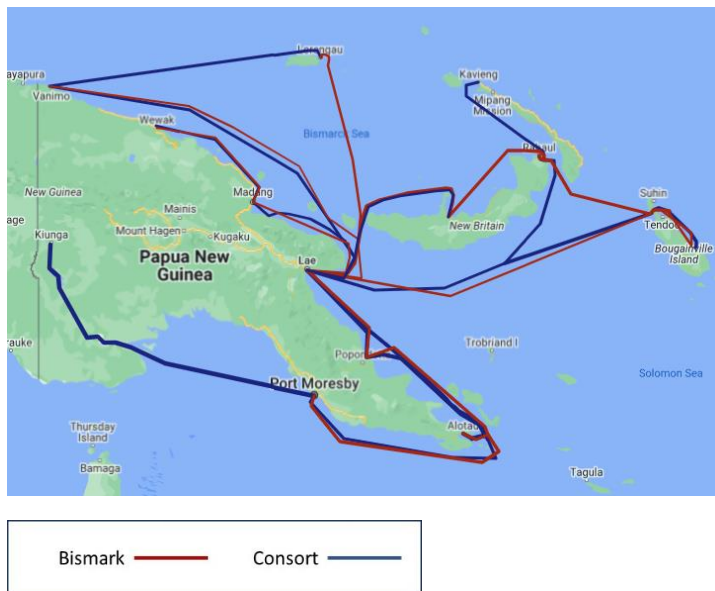 ayapura
Vanimo
Lorengau
Kavieng
Mipang
Mission
Wewak
Bismarck Sea
Rabaul
New Guinea
Madang
Suhin
Mainis
Tendou
age
Kiunga
Mount Hagen
Kugaku
New Britain
Bougainville
Island
Papua New
Guinea
Lae
rauke
Popond
Trobriand I
Port Moresby
Solomon Sea
Alotau
Thursday
Island
Bamaga
Tagula
Bismark
Consort